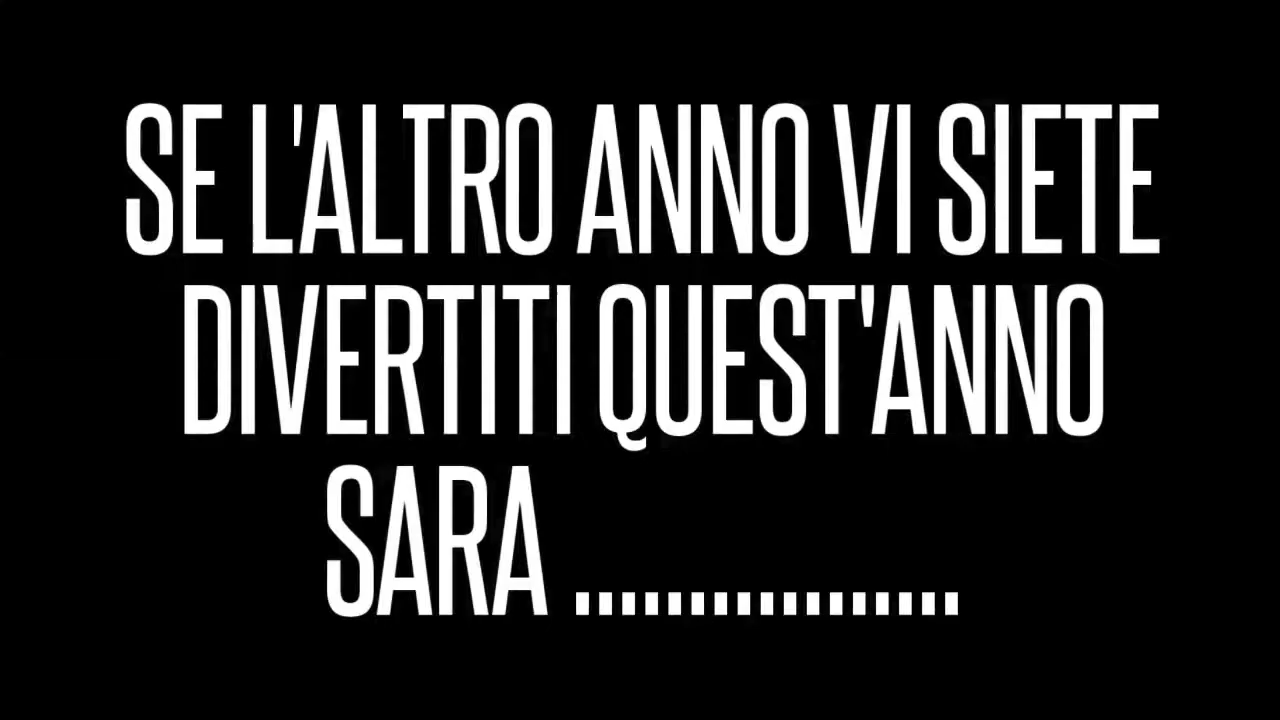 SE L'ALTRO ANNO VI SIETE
DIVERTITI QUEST'ANNO
SARA .................